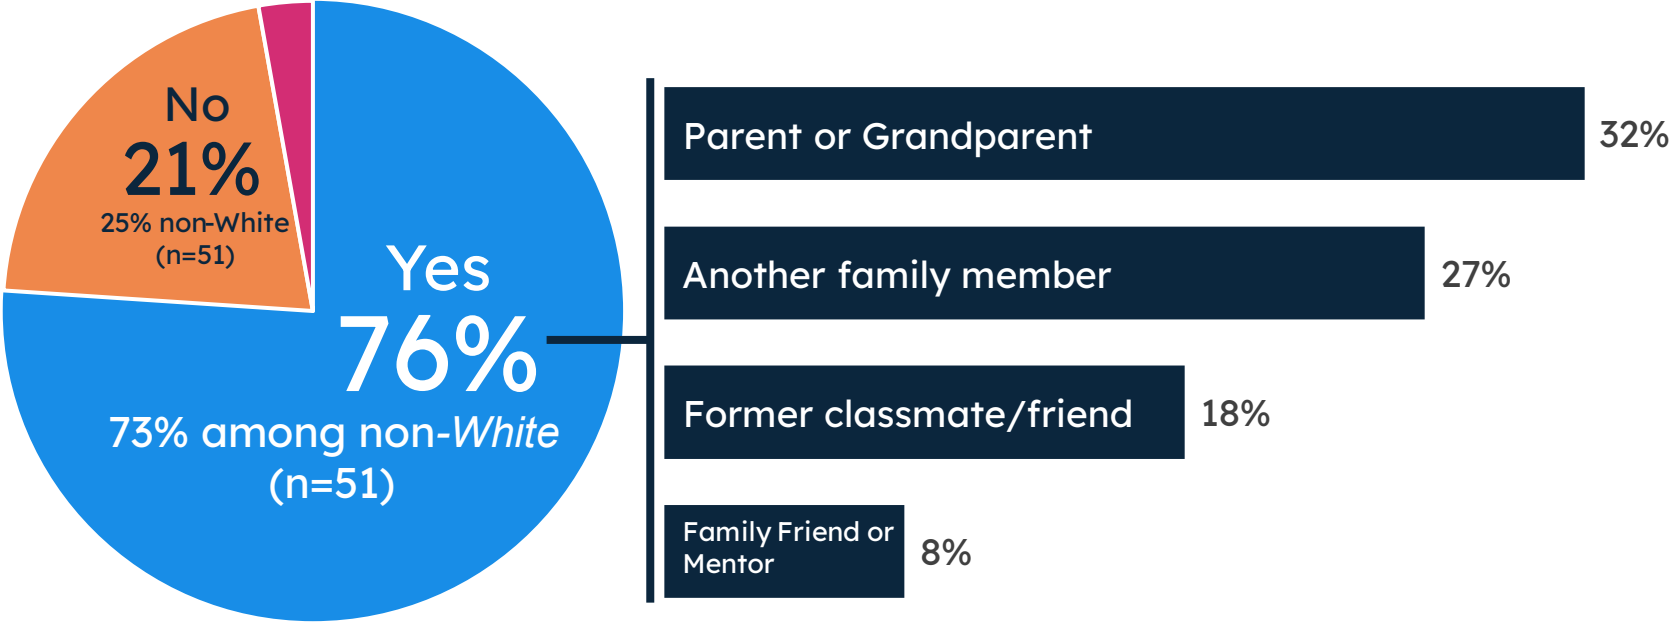 No
21%
25% non-White
(n=51)
Yes
76%
73% among non-White
(n=51)
Parent or Grandparent
32%
Another family member
27%
Former classmate/friend
18%
Family Friend or
Mentor
8%